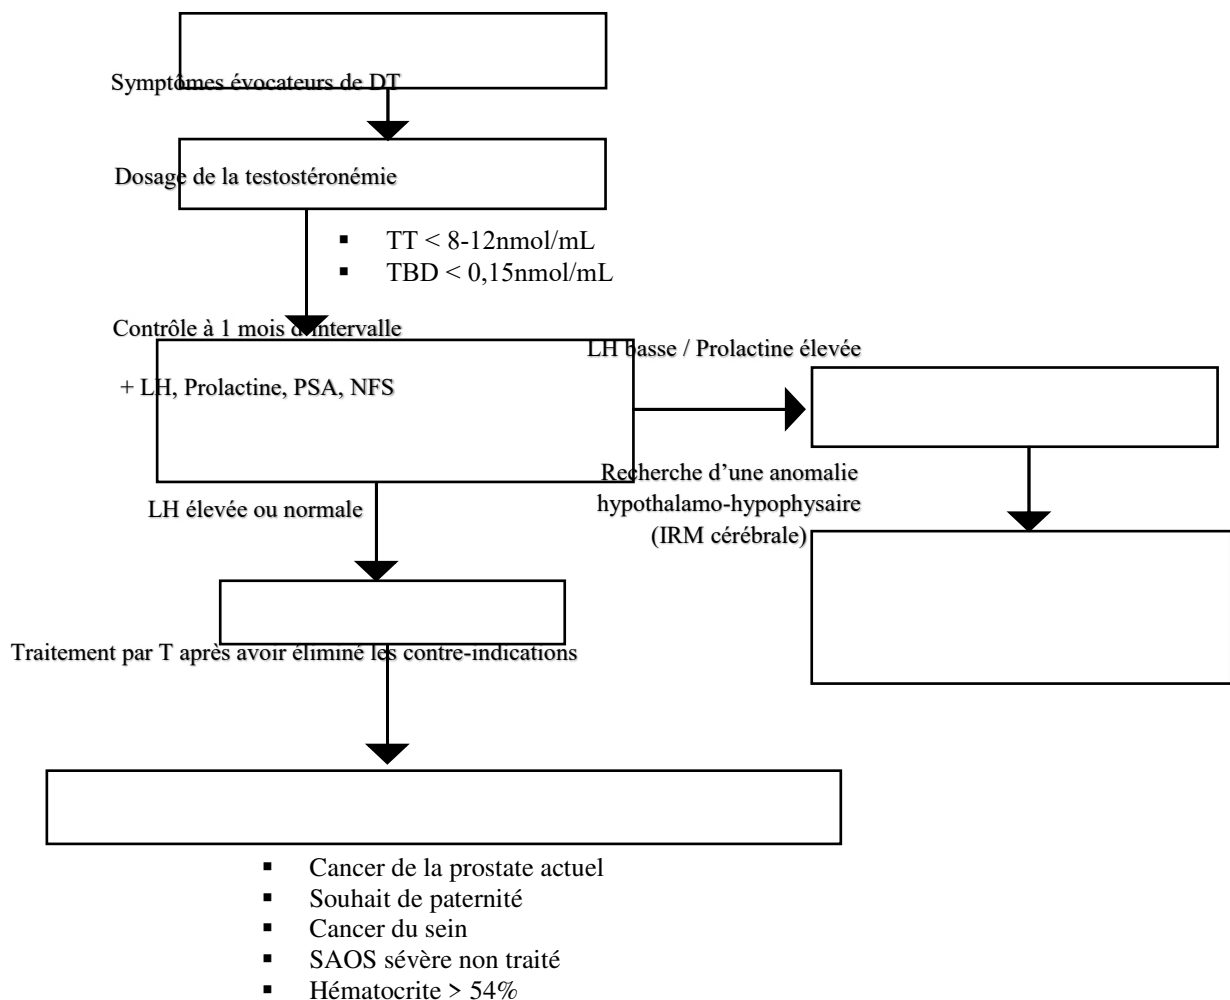 Symptômes évocateurs de DT
Dosage de la testostéronémie
▪ TT < 8-12nmol/mL
▪ TBD < 0,15nmol/mL
Contrôle à 1 mois d'intervalle
+ LH, Prolactine, PSA, NFS
LH basse / Prolactine élevée
Recherche d’une anomalie
hypothalamo-hypophysaire
(IRM cérébrale)
LH élevée ou normale
Traitement par T après avoir éliminé les contre-indications
▪ Cancer de la prostate actuel
▪ Souhait de paternité
▪ Cancer du sein
▪ SAOS sévère non traité
▪ Hématocrite > 54%